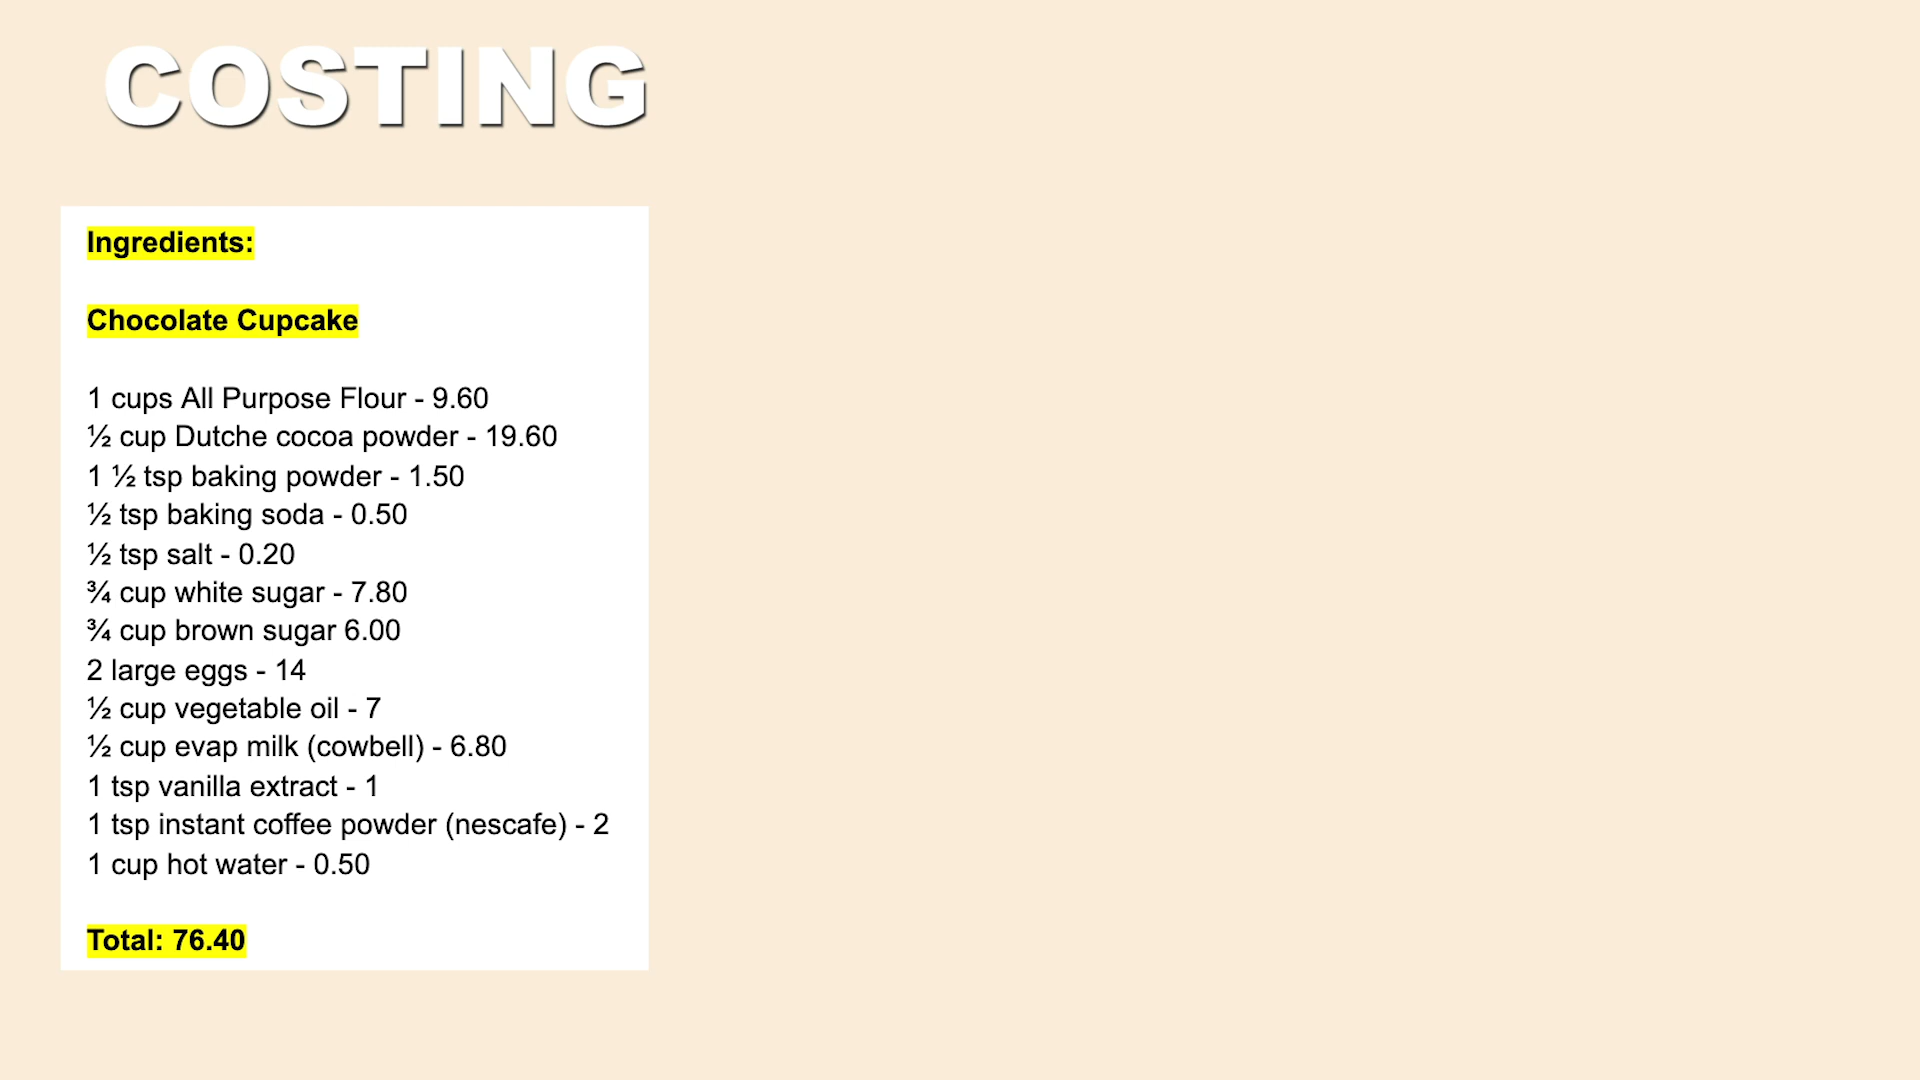 COSTING
Ingredients:
Chocolate Cupcake
1 cups All Purpose Flour - 9.60
½ cup Dutche cocoa powder - 19.60
1 ½ tsp baking powder - 1.50
½ tsp baking soda - 0.50
½ tsp salt - 0.20
¾ cup white sugar - 7.80
¾ cup brown sugar 6.00
2 large eggs - 14
½ cup vegetable oil - 7
½ cup evap milk (cowbell) - 6.80
1 tsp vanilla extract - 1
1 tsp instant coffee powder (nescafe) - 2
1 cup hot water - 0.50
Total: 76.40